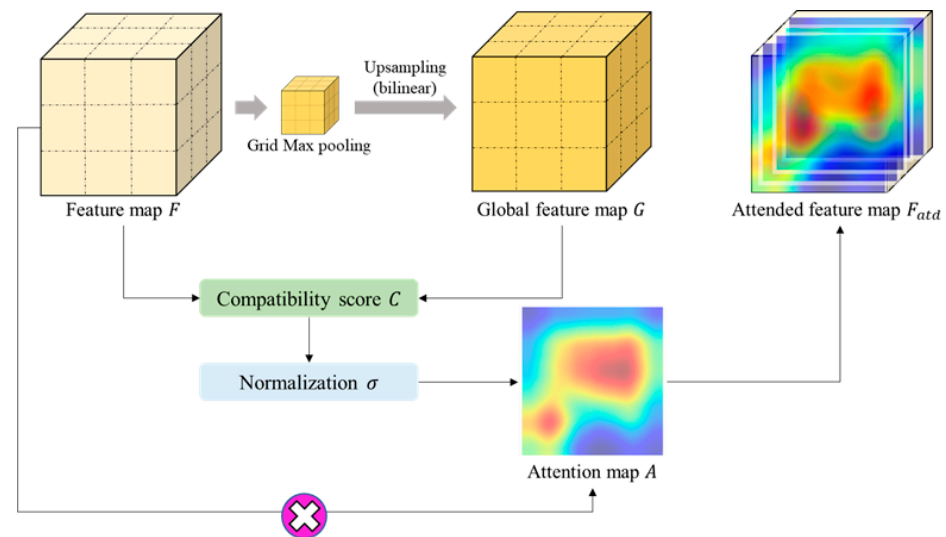 Upsampling
(bilinear)
Grid Max pooling
Feature map F
Global feature map G
Attended feature map F_atd
Compatibility score C
Normalization σ
Attention map A